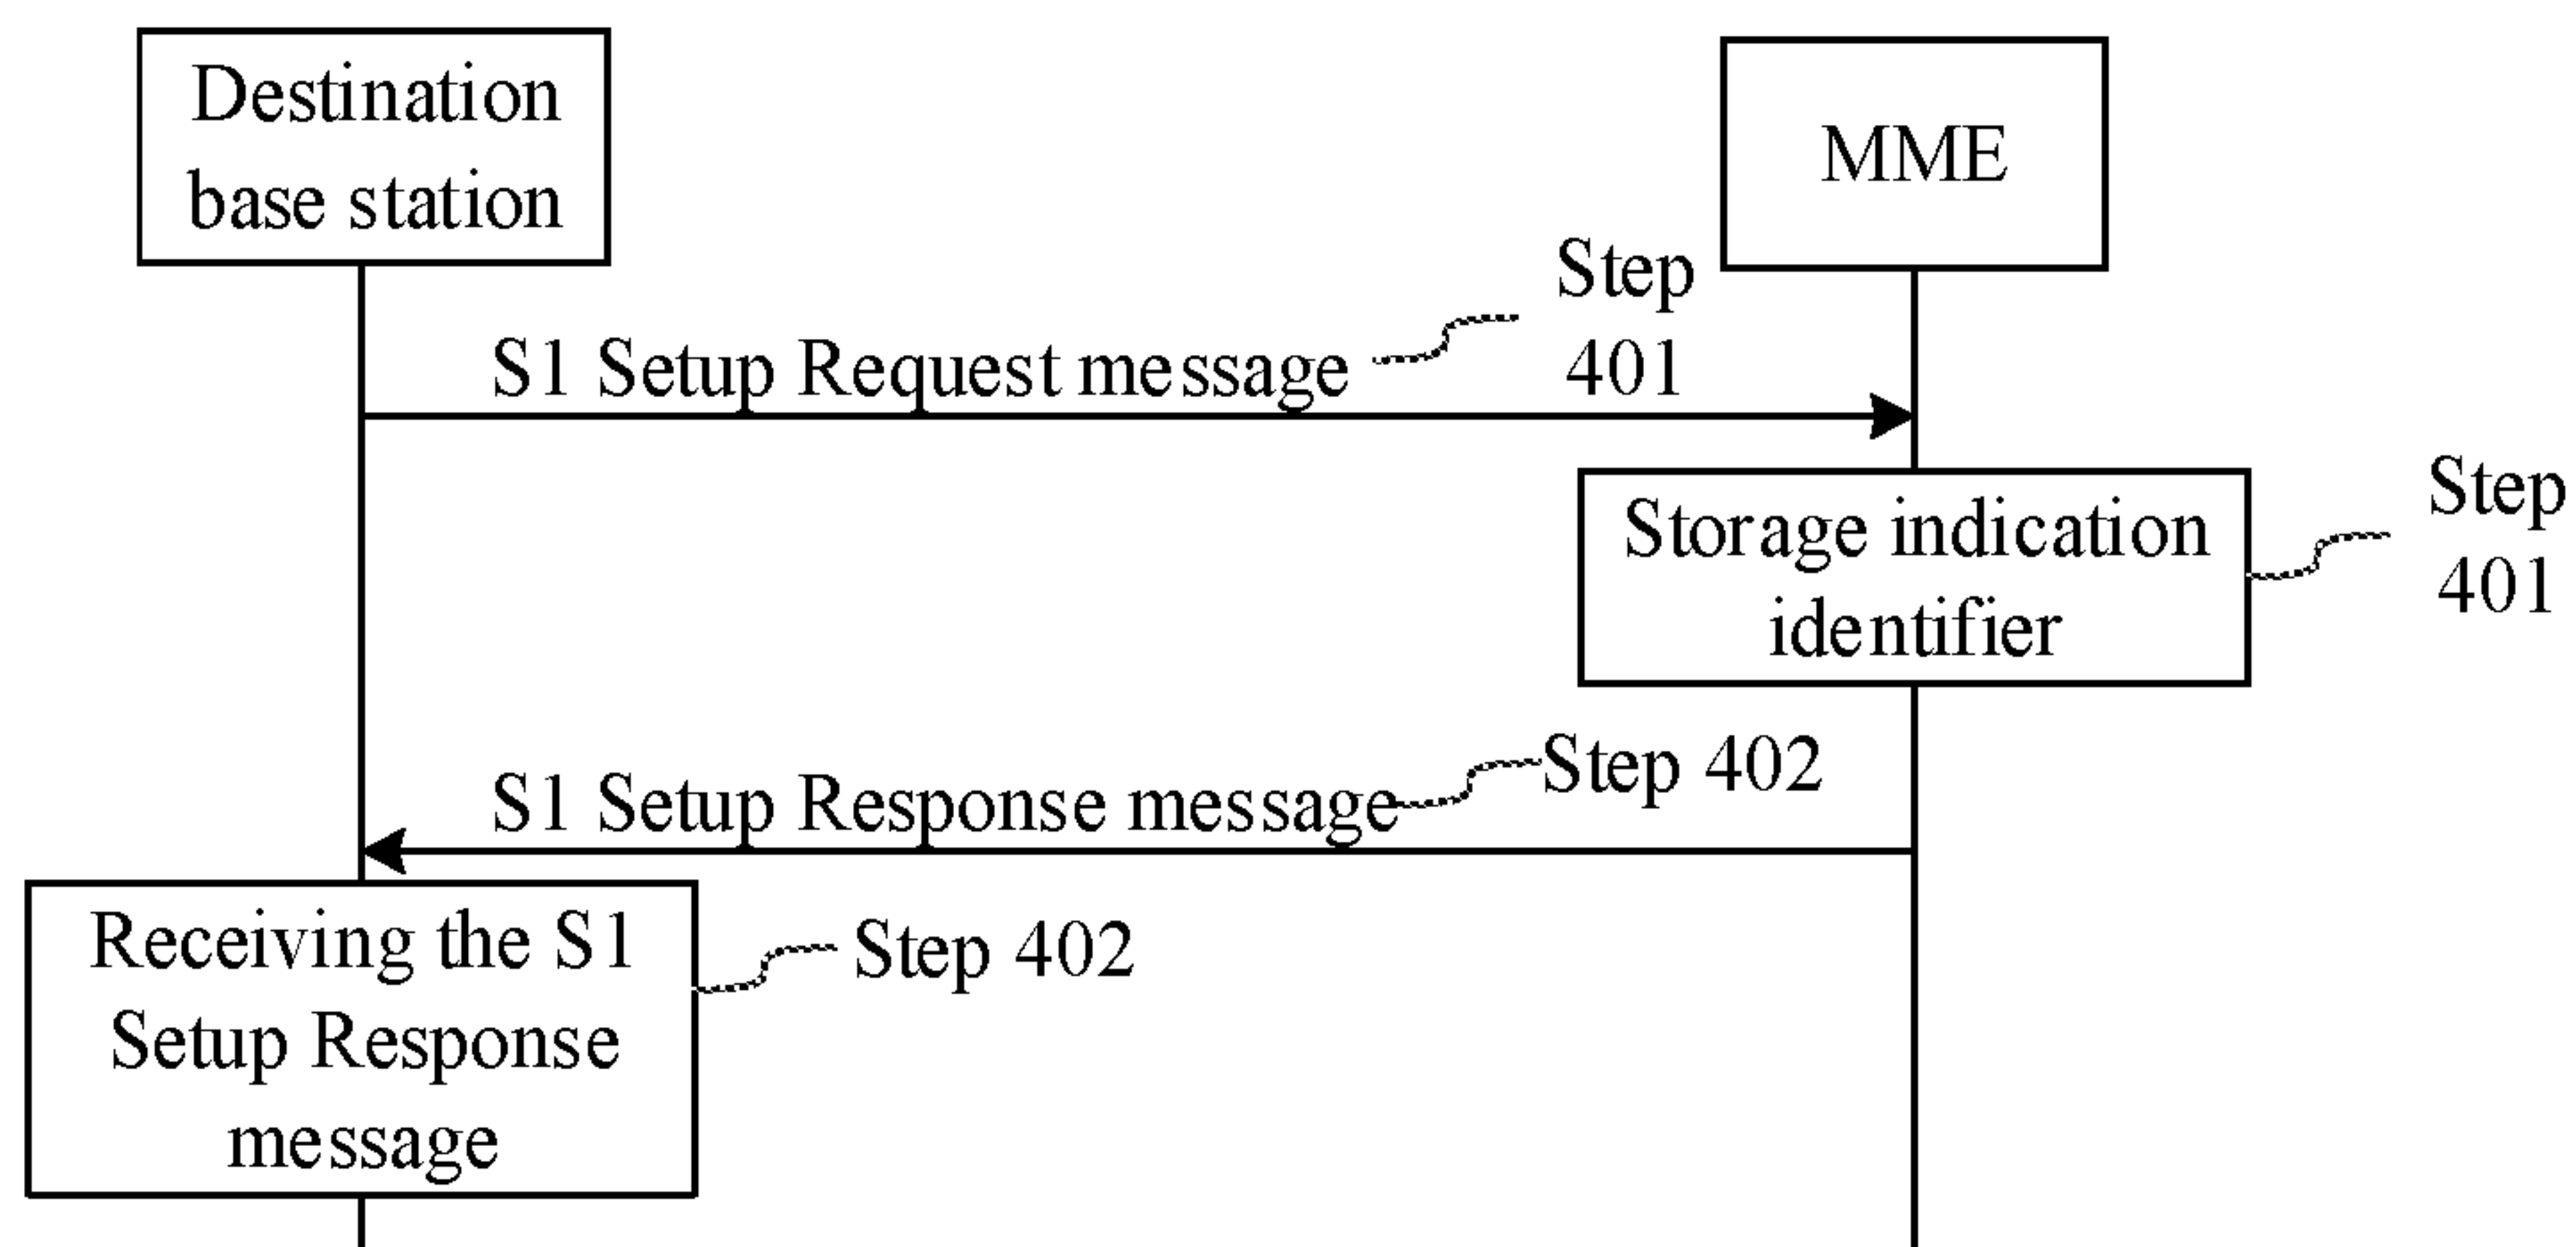 Destination
base station
MME
Step
401
S1 Setup Request message
Storage indication
identifier
Step
401
S1 Setup Response message
Step 402
Receiving the S1
Setup Response
message
Step 402